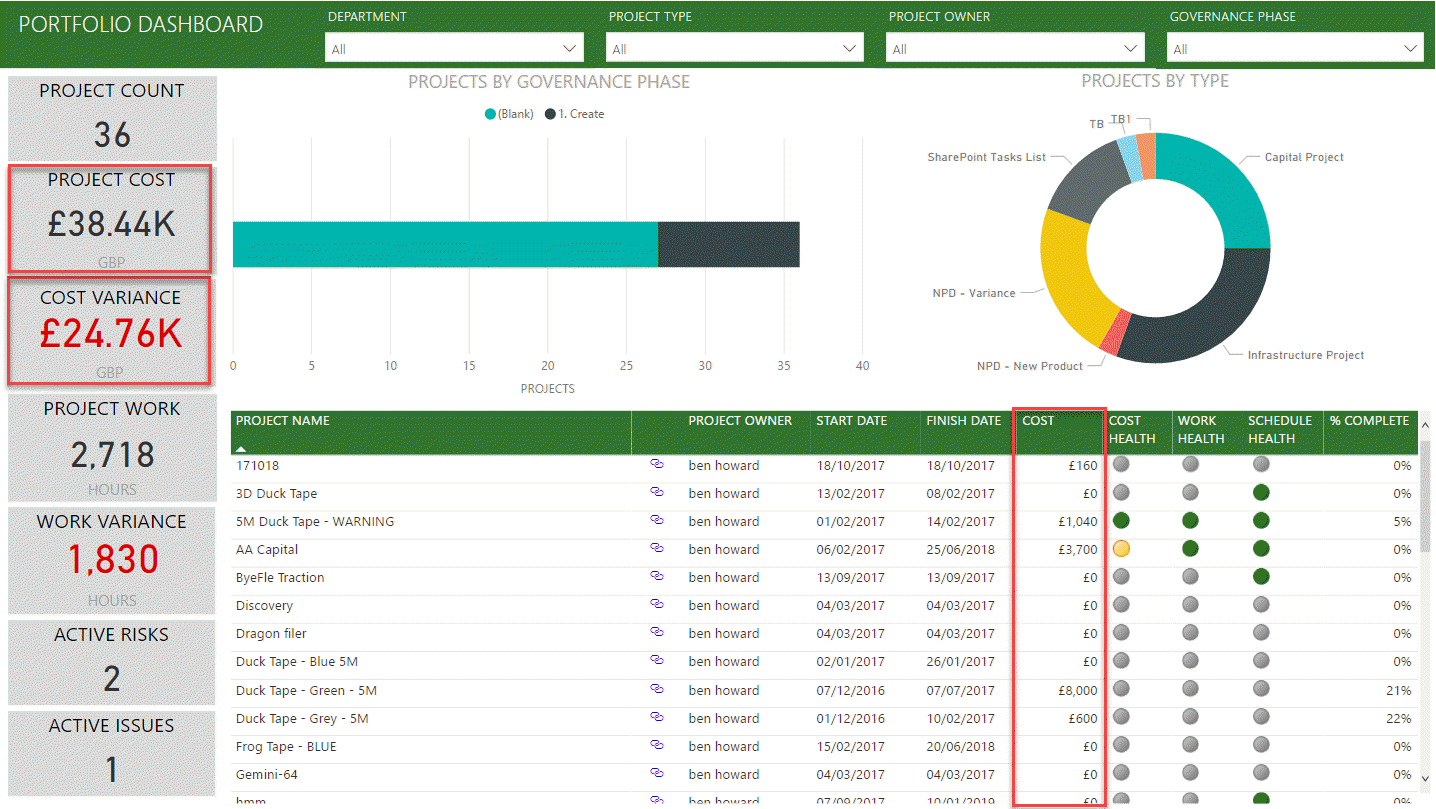 PORTFOLIO DASHBOARD
DEPARTMENT
All
PROJECT TYPE
All
PROJECT OWNER
All
GOVERNANCE PHASE
All
PROJECT COUNT
36
PROJECT COST
£38.44K
GBP
COST VARIANCE
£24.76K
GBP
PROJECT WORK
2,718
HOURS
WORK VARIANCE
1,830
HOURS
ACTIVE RISKS
2
ACTIVE ISSUES
1
PROJECTS BY GOVERNANCE PHASE
(Blank) 1. Create
0 5 10 15 20 25 30 35 40
PROJECTS
PROJECTS BY TYPE
TB TB1
SharePoint Tasks List
Capital Project
NPD - Variance
NPD - New Product
Infrastructure Project
PROJECT NAME PROJECT OWNER START DATE FINISH DATE COST COST HEALTH WORK HEALTH SCHEDULE HEALTH % COMPLETE
171018 ben howard 18/10/2017 18/10/2017 £160 0%
3D Duck Tape ben howard 13/02/2017 08/02/2017 £0 0%
5M Duck Tape - WARNING ben howard 01/02/2017 14/02/2017 £1,040 5%
AA Capital ben howard 06/02/2017 25/06/2018 £3,700 0%
ByeFle Traction ben howard 13/09/2017 13/09/2017 £0 0%
Discovery ben howard 04/03/2017 04/03/2017 £0 0%
Dragon filer ben howard 04/03/2017 04/03/2017 £0 0%
Duck Tape - Blue 5M ben howard 02/01/2017 26/01/2017 £0 0%
Duck Tape - Green - 5M ben howard 07/12/2016 07/07/2017 £8,000 21%
Duck Tape - Grey - 5M ben howard 01/12/2016 10/02/2017 £600 22%
Frog Tape - BLUE ben howard 15/02/2017 20/06/2018 £0 0%
Gemini-64 ben howard 04/03/2017 04/03/2017 £0 0%
hmm ben howard 07/09/2017 10/01/2019 £0 0%